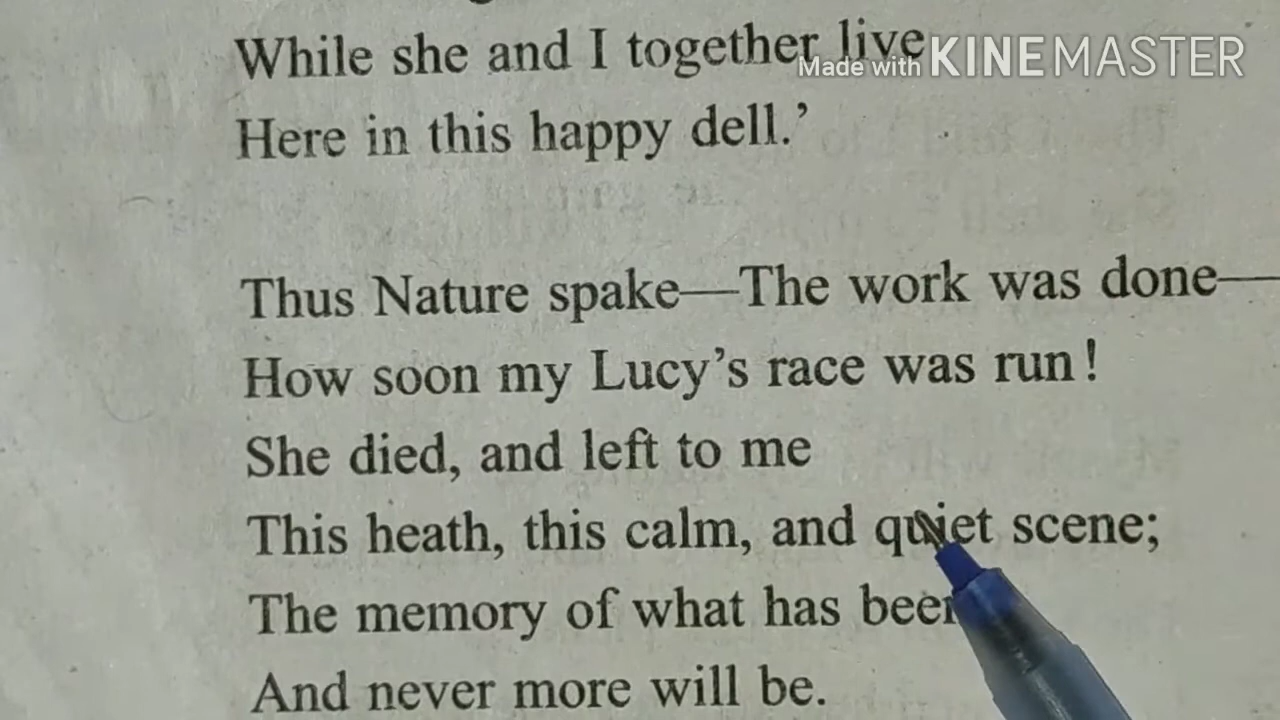 While she and I together live
Made with KINEMASTER
Here in this happy dell.’
Thus Nature spake—The work was done—
How soon my Lucy’s race was run!
She died, and left to me
This heath, this calm, and quiet scene;
The memory of what has been
And never more will be.